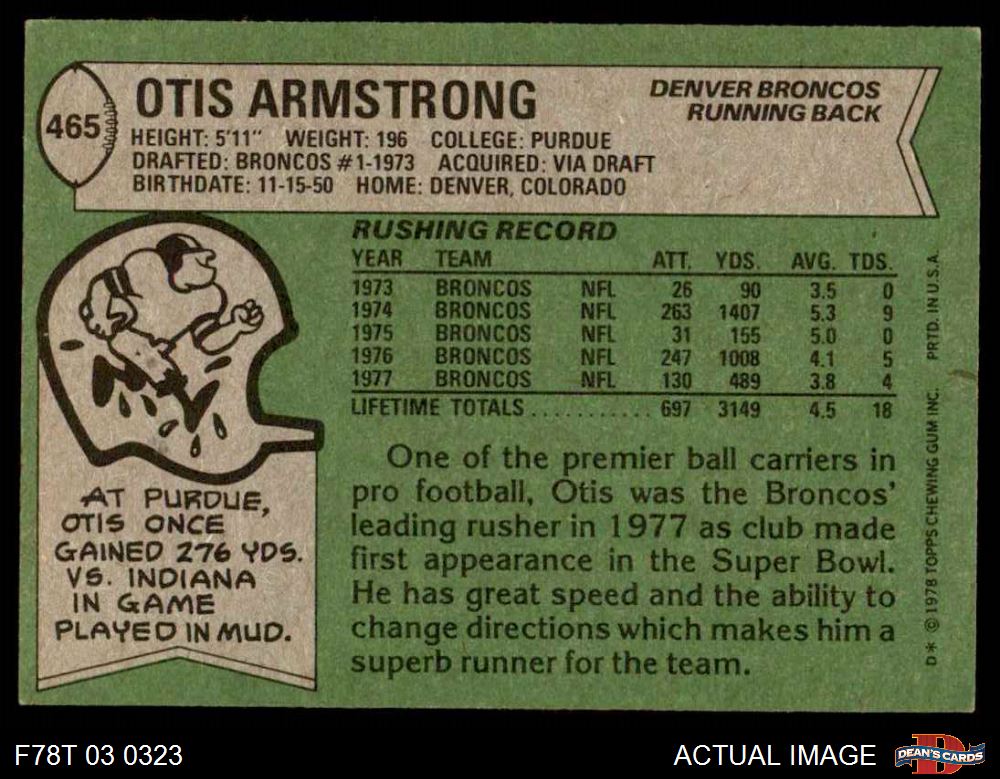 465
OTIS ARMSTRONG
DENVER BRONCOS
RUNNING BACK
HEIGHT: 5'11" WEIGHT: 196 COLLEGE: PURDUE
DRAFTED: BRONCOS #1-1973 ACQUIRED: VIA DRAFT
BIRTHDATE: 11-15-50 HOME: DENVER, COLORADO
RUSHING RECORD
YEAR TEAM ATT. YDS. AVG. TDS.
1973 BRONCOS NFL 26 90 3.5 0
1974 BRONCOS NFL 263 1407 5.3 9
1975 BRONCOS NFL 31 155 5.0 0
1976 BRONCOS NFL 247 1008 4.1 5
1977 BRONCOS NFL 130 489 3.8 4
LIFETIME TOTALS........... 697 3149 4.5 18
One of the premier ball carriers in
pro football, Otis was the Broncos'
leading rusher in 1977 as club made
first appearance in the Super Bowl.
He has great speed and the ability to
change directions which makes him a
superb runner for the team.
AT PURDUE,
OTIS ONCE
GAINED 276 YDS.
VS. INDIANA
IN GAME
PLAYED IN MUD.
D* © 1978 TOPPS CHEWING GUM INC. PRTD. IN U.S.A.
F78T 03 0323
ACTUAL IMAGE
D
DEAN'S CARDS